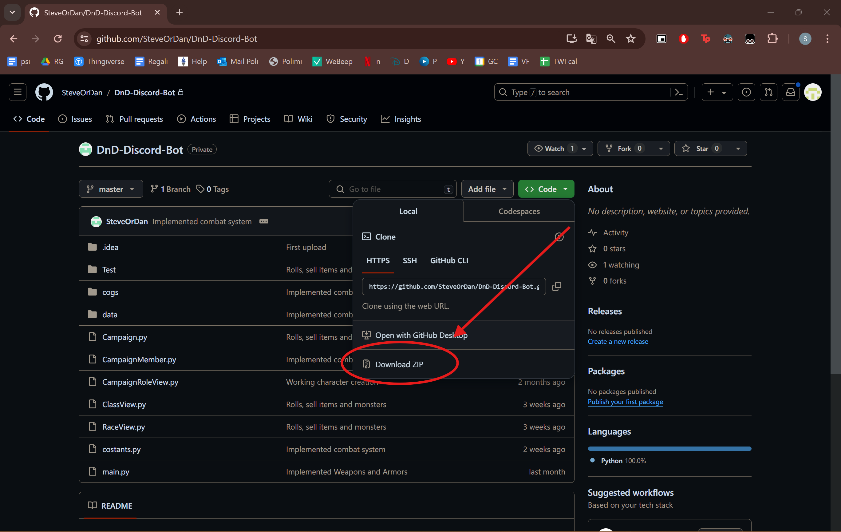 SteveOrDan/DnD-Discord-Bot
github.com/SteveOrDan/DnD-Discord-Bot
psi
RG
Thingiverse
Regali
Help
Mail Poli
Polimi
WeBeep
n
D
P
Y
GC
VF
TWI cal
S
SteveOrDan / DnD-Discord-Bot
Type / to search
Code
Issues
Pull requests
Actions
Projects
Wiki
Security
Insights
DnD-Discord-Bot Private
Watch 1
Fork 0
Star 0
master
1 Branch
0 Tags
Go to file t
Add file
Code
SteveOrDan Implemented combat system
.idea First upload
Test Rolls, sell items and
cogs Implemented comb
data Implemented comb
Campaign.py Rolls, sell items and
CampaignMember.py Implemented comb
CampaignRoleView.py Working character creation 2 months ago
ClassView.py Rolls, sell items and monsters 3 weeks ago
RaceView.py Rolls, sell items and monsters 3 weeks ago
costants.py Implemented combat system 2 weeks ago
main.py Implemented Weapons and Armors last month
README
Local
Codespaces
Clone
HTTPS SSH GitHub CLI
https://github.com/SteveOrDan/DnD-Discord-Bot.g
Clone using the web URL.
Open with GitHub Desktop
Download ZIP
About
No description, website, or topics provided.
Activity
0 stars
1 watching
0 forks
Releases
No releases published
Create a new release
Packages
No packages published
Publish your first package
Languages
Python 100.0%
Suggested workflows
Based on your tech stack